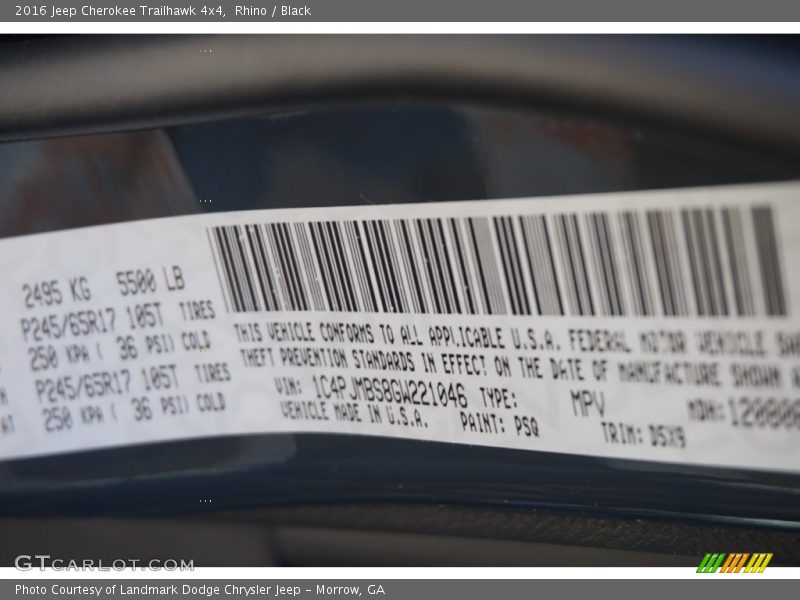 2016 Jeep Cherokee Trailhawk 4x4, Rhino / Black
2495 KG 5500 LB
P245/65R17 105T TIRES
250 KPA ( 36 PSI) COLD
P245/65R17 105T TIRES
250 KPA ( 36 PSI) COLD
THIS VEHICLE CONFORMS TO ALL APPLICABLE U.S.A. FEDERAL MOTOR VEHICLE
THEFT PREVENTION STANDARDS IN EFFECT ON THE DATE OF MANUFACTURE SHOWN
VIN: 1C4PJMBS8GW221046 TYPE: MPV MDH:
VEHICLE MADE IN U.S.A. PAINT: PSQ TRIM: D5X9
GTCARLOT.COM
Photo Courtesy of Landmark Dodge Chrysler Jeep - Morrow, GA